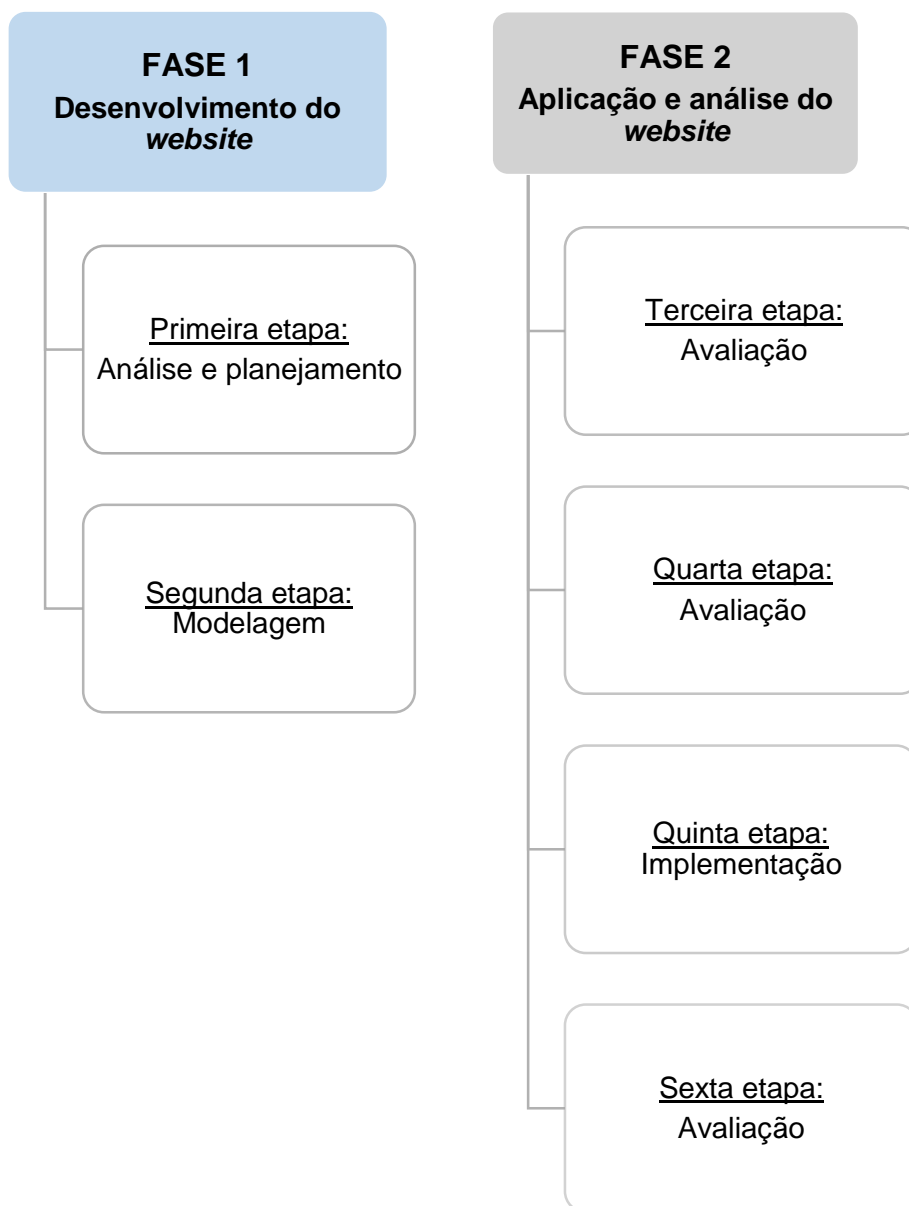 FASE 1
Desenvolvimento do
website
Primeira etapa:
Análise e planejamento
Segunda etapa:
Modelagem
FASE 2
Aplicação e análise do
website
Terceira etapa:
Avaliação
Quarta etapa:
Avaliação
Quinta etapa:
Implementação
Sexta etapa:
Avaliação